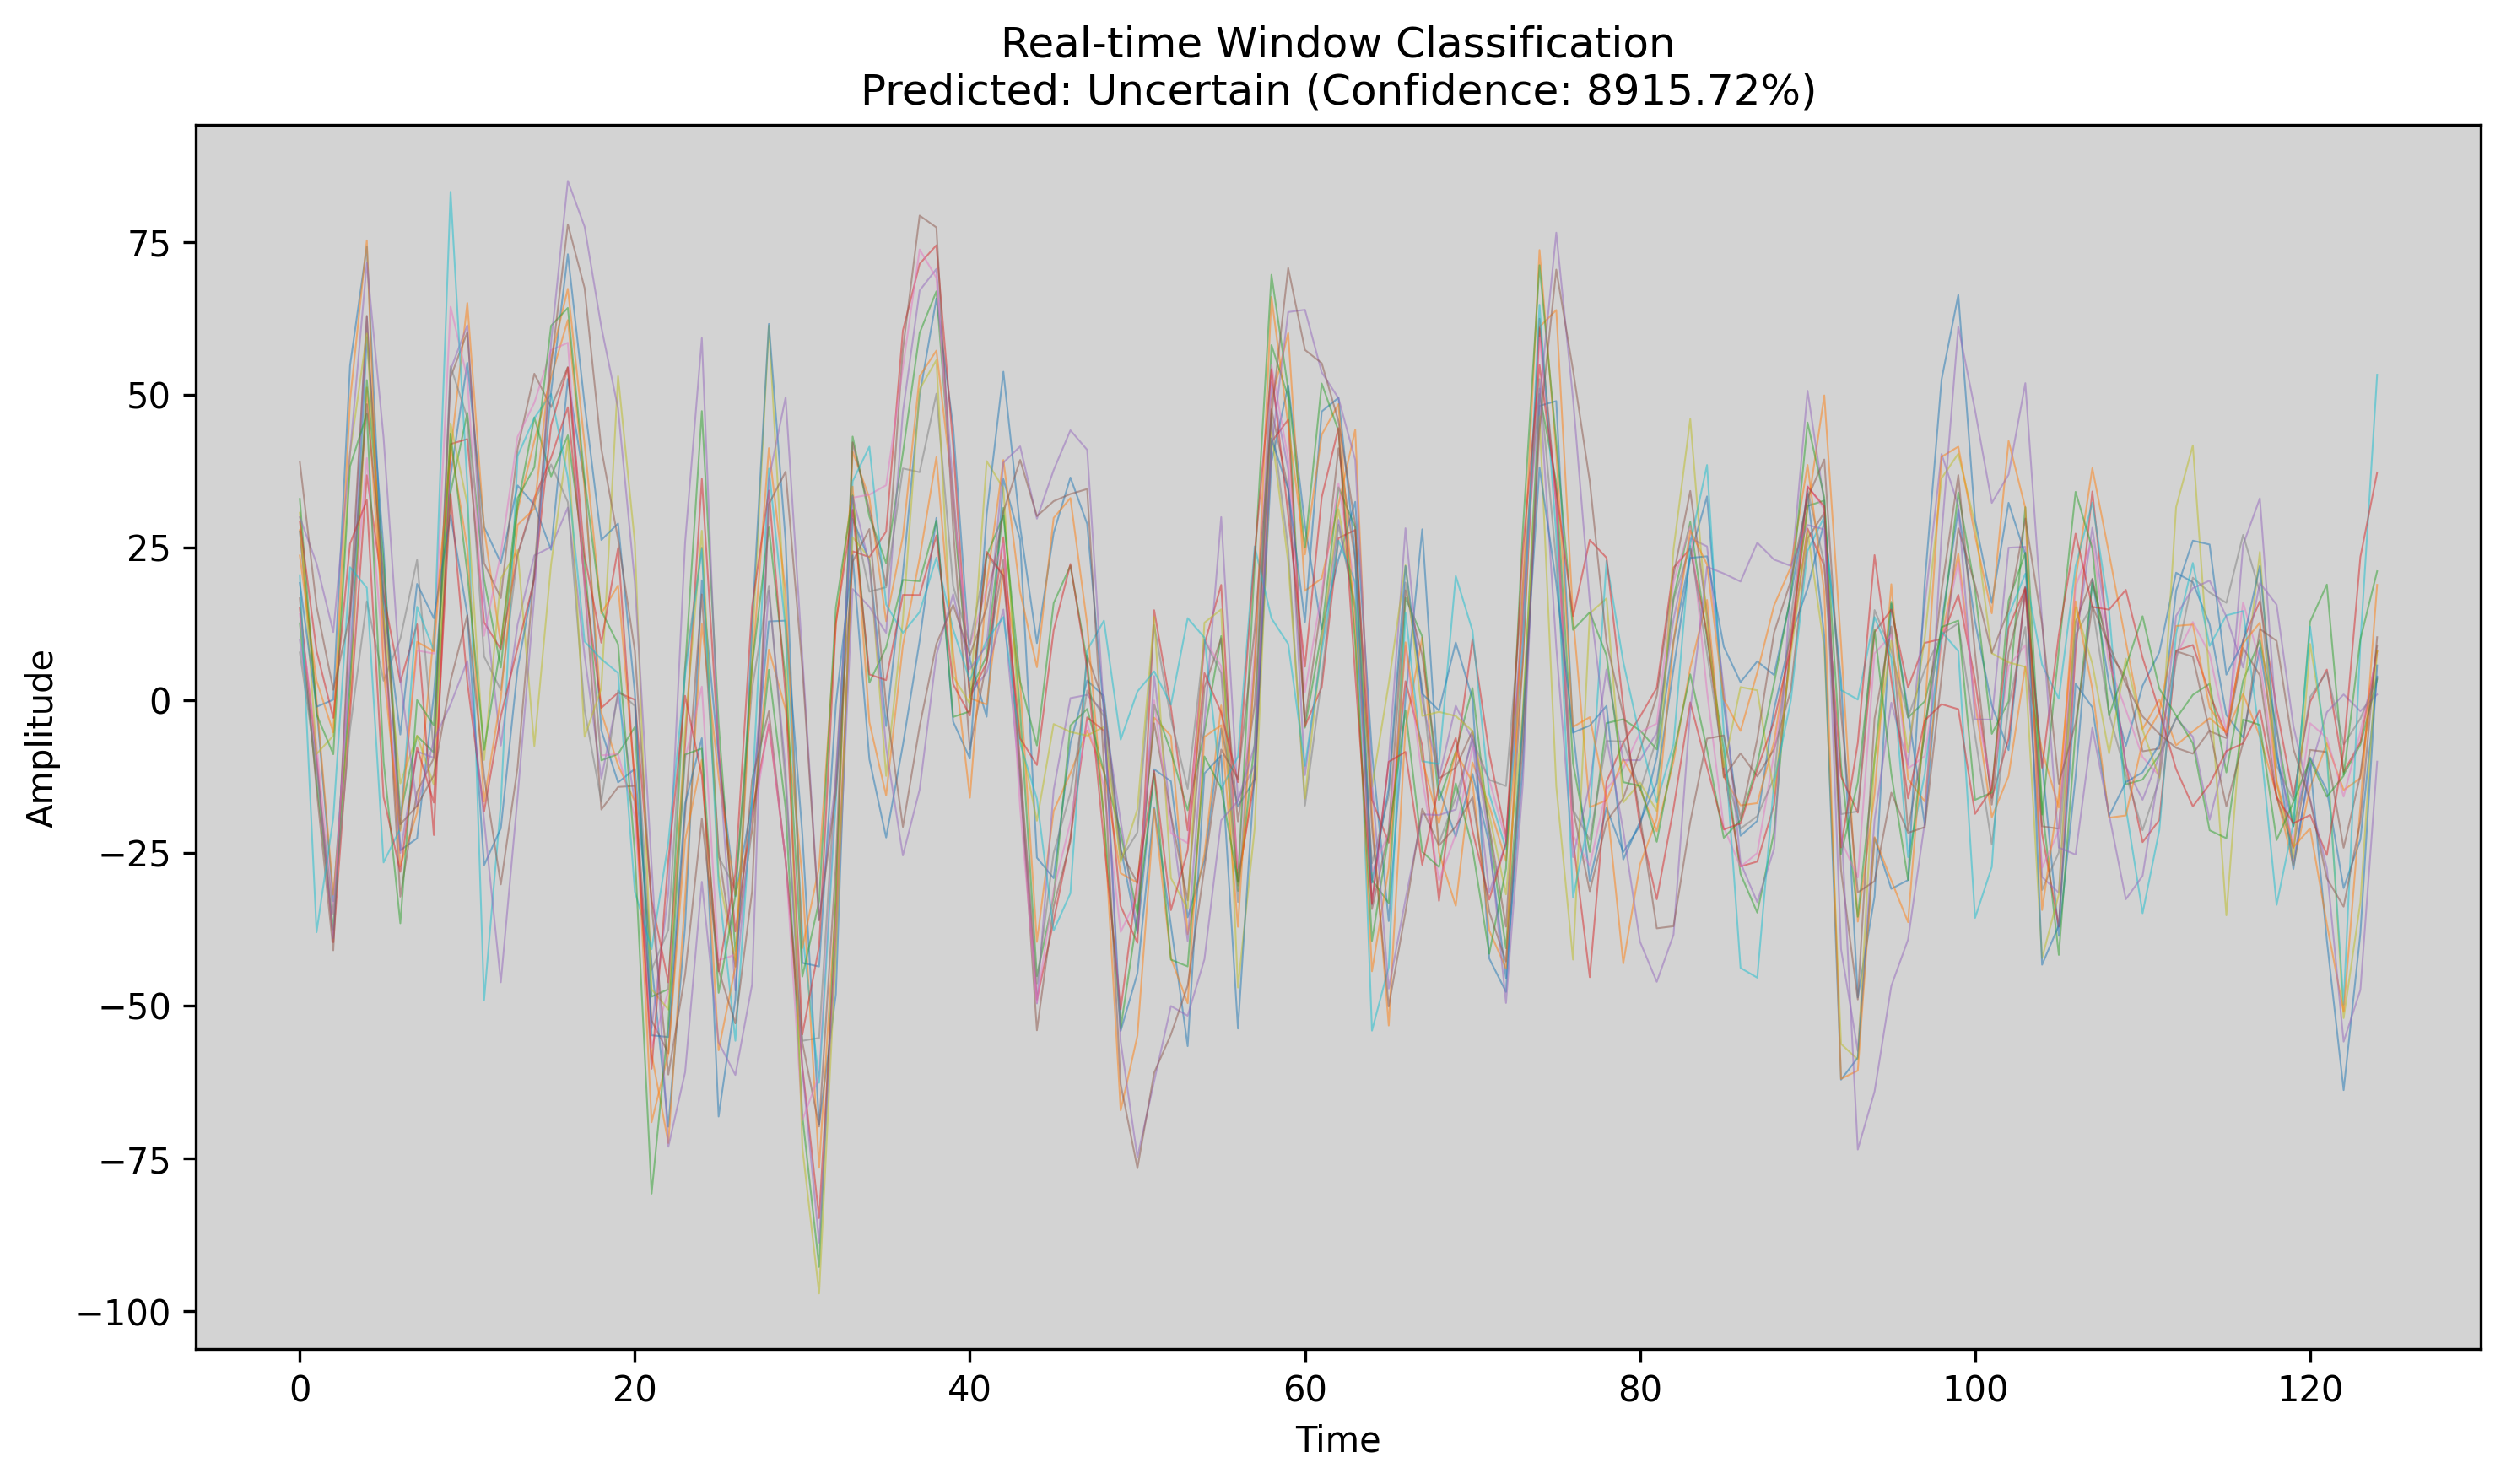 Real-time Window Classification
Predicted: Uncertain (Confidence: 8915.72%)
Amplitude
75
50
25
0
−25
−50
−75
−100
0 20 40 60 80 100 120
Time